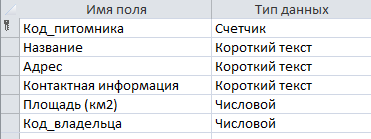 Имя поля Тип данных
Код_питомника Счетчик
Название Короткий текст
Адрес Короткий текст
Контактная информация Короткий текст
Площадь (км2) Числовой
Код_владельца Числовой